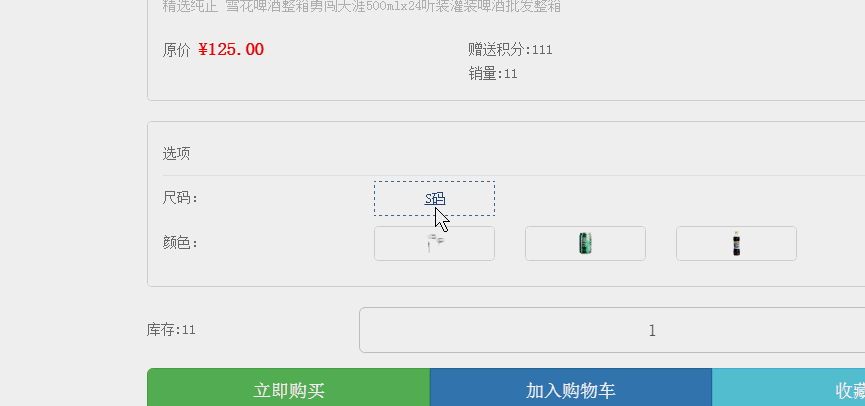 精选纯正 雪花啤酒整箱勇闯天涯500mlx24听装灌装啤酒批发整箱
原价 ¥125.00
赠送积分:111
销量:11
选项
尺码：
S码
颜色：
库存:11
1
立即购买
加入购物车
收藏